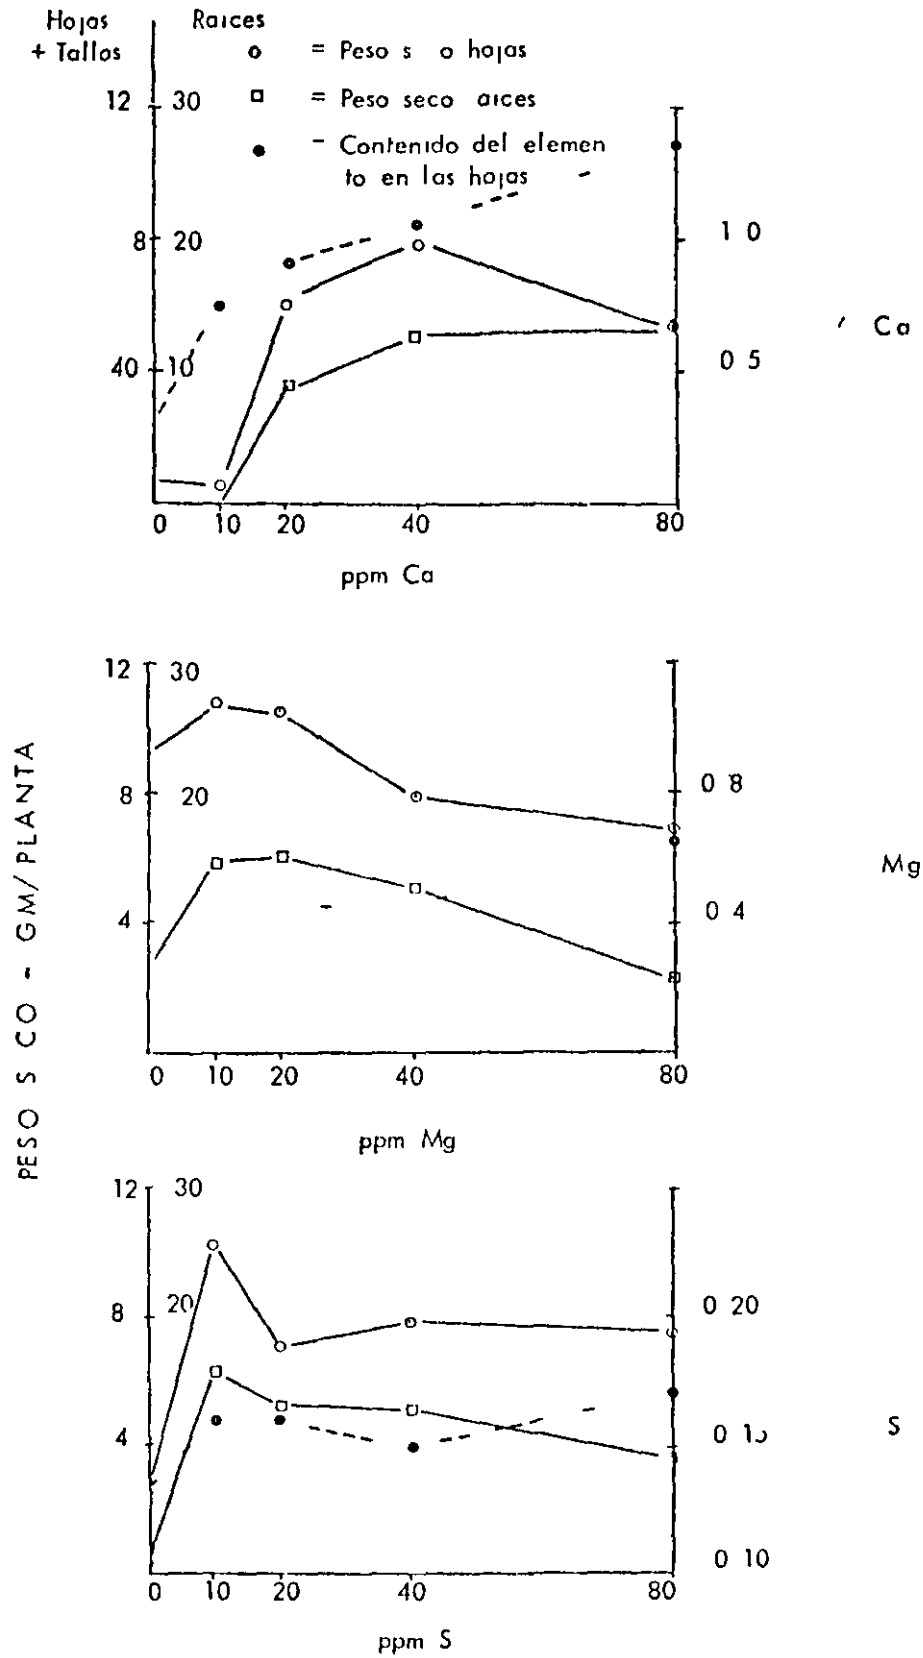 Hojas Raices
+ Tallos o = Peso s o hojas
12 30 □ = Peso seco aices
● - Contenido del elemen
to en las hojas
8 20 1 0
Ca
40 10 0 5
0 10 20 40 80
ppm Ca
PESO S CO - GM/PLANTA
12 30
8 20 0 8
Mg
4 0 4
0 10 20 40 80
ppm Mg
12 30
8 20 0 20
4 S
0 10
0 10 20 40 80
ppm S